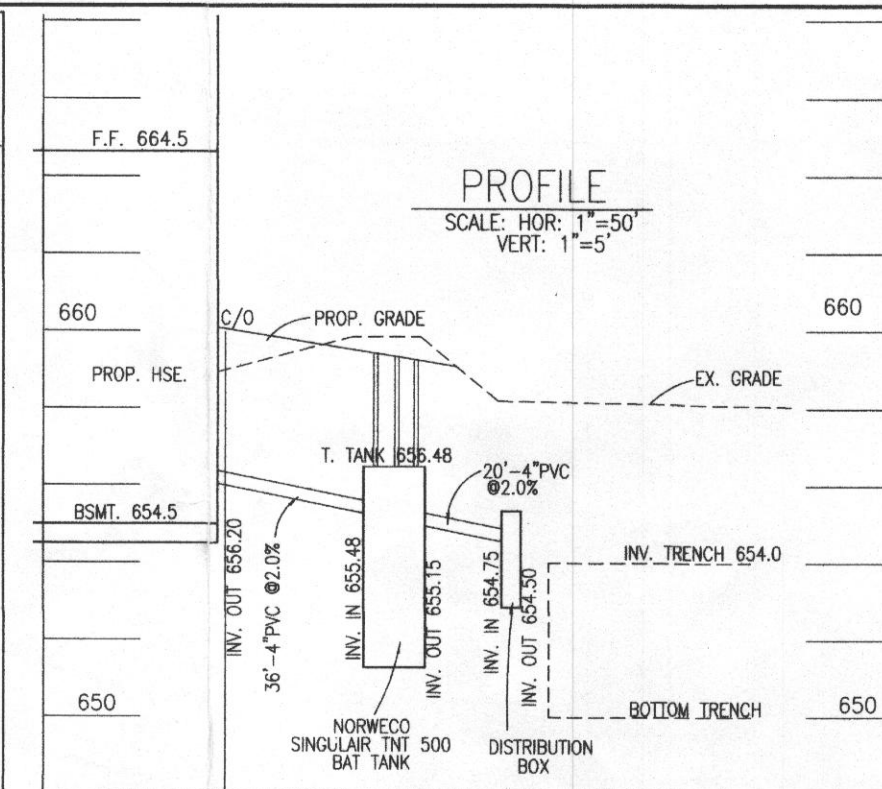 F.F. 664.5
PROFILE
SCALE: HOR: 1"=50'
VERT: 1"=5'
660
C/O
PROP. GRADE
660
PROP. HSE.
EX. GRADE
T. TANK 656.48
20'-4"PVC
@2.0%
BSMT. 654.5
INV. OUT 656.20
36'-4"PVC @2.0%
INV. IN 655.48
INV. OUT 655.15
INV. IN 654.75
INV. OUT 654.50
INV. TRENCH 654.0
650
BOTTOM TRENCH
650
NORWECO
SINGULAIR TNT 500
BAT TANK
DISTRIBUTION
BOX